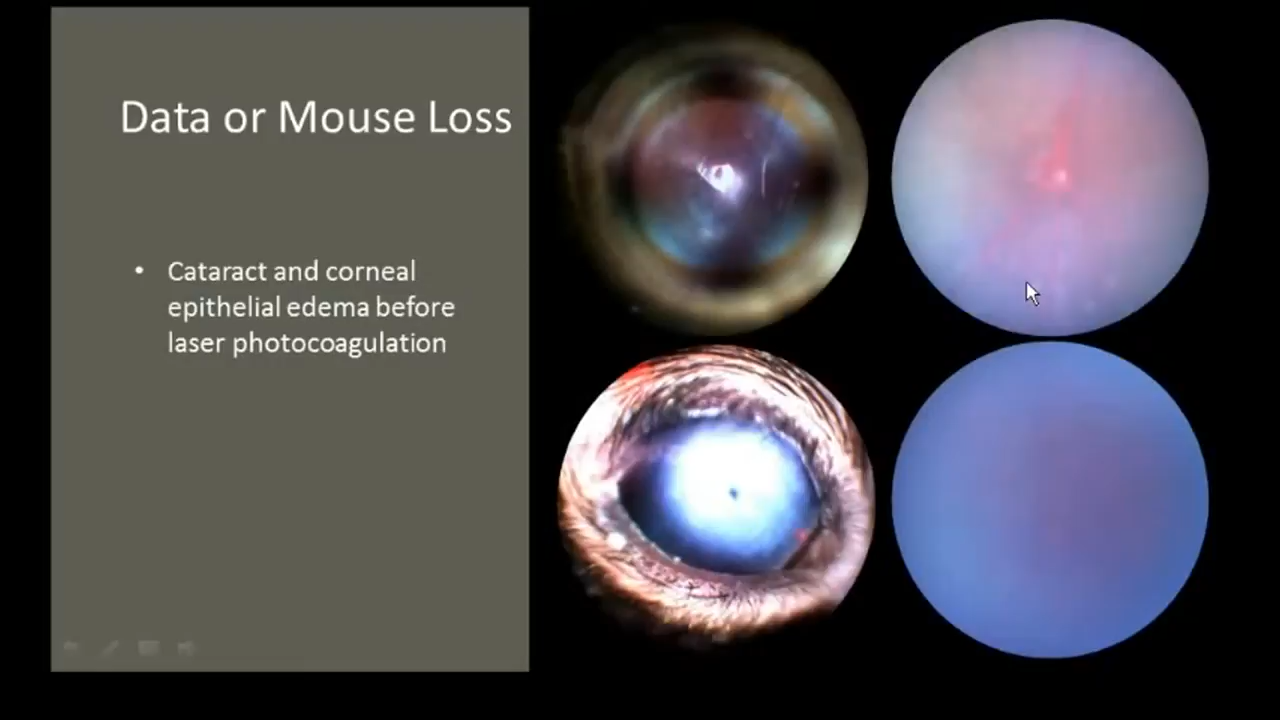 Data or Mouse Loss
• Cataract and corneal
epithelial edema before
laser photocoagulation